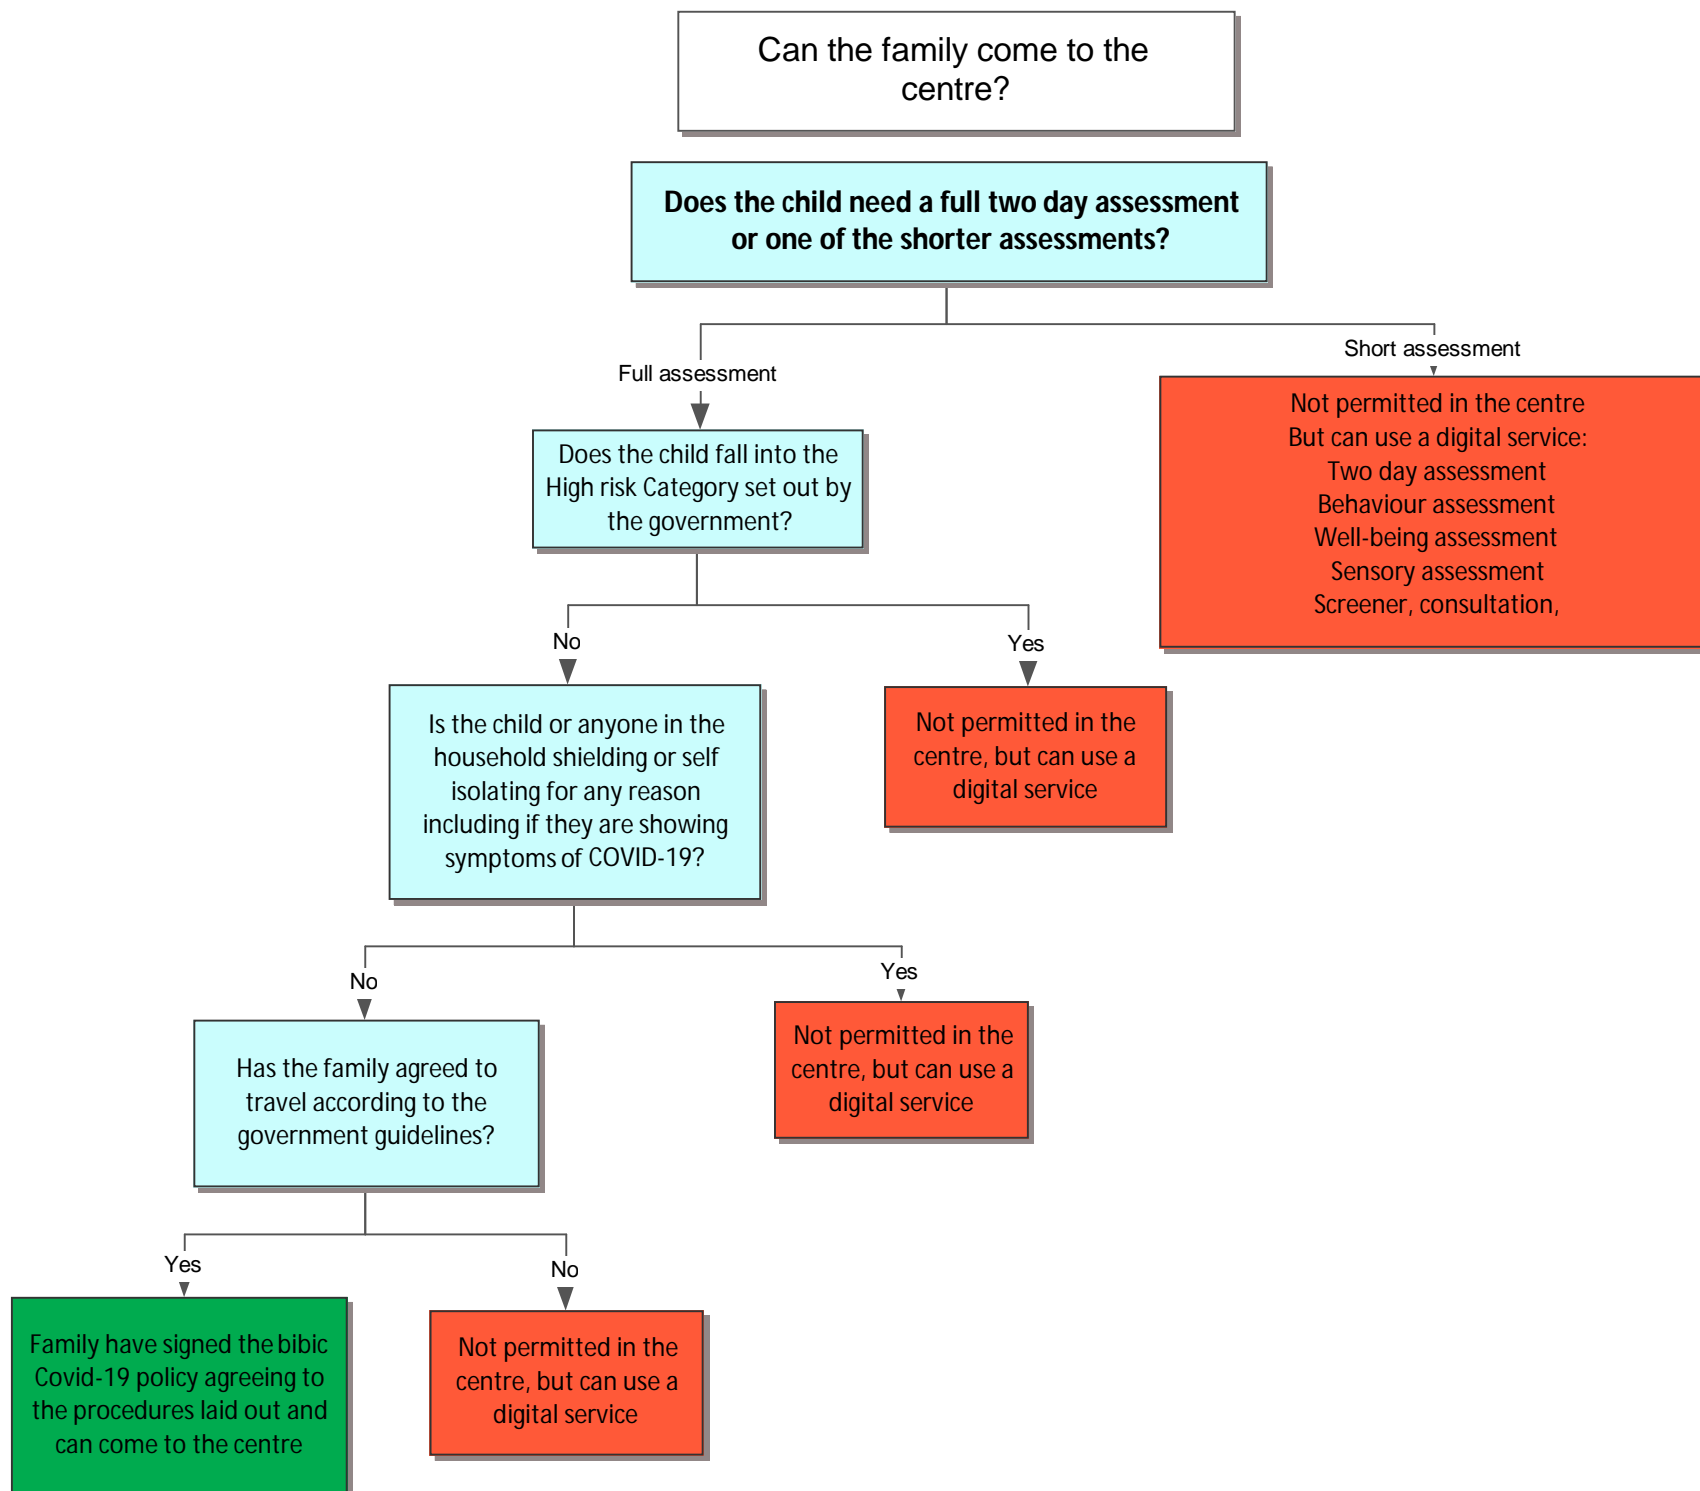 Can the family come to the
centre?
Does the child need a full two day assessment
or one of the shorter assessments?
Full assessment
Short assessment
Not permitted in the centre
But can use a digital service:
Two day assessment
Behaviour assessment
Well-being assessment
Sensory assessment
Screener, consultation,
Does the child fall into the
High risk Category set out by
the government?
No
Yes
Is the child or anyone in the
household shielding or self
isolating for any reason
including if they are showing
symptoms of COVID-19?
Not permitted in the
centre, but can use a
digital service
No
Yes
Has the family agreed to
travel according to the
government guidelines?
Not permitted in the
centre, but can use a
digital service
Yes
No
Family have signed the bibic
Covid-19 policy agreeing to
the procedures laid out and
can come to the centre
Not permitted in the
centre, but can use a
digital service